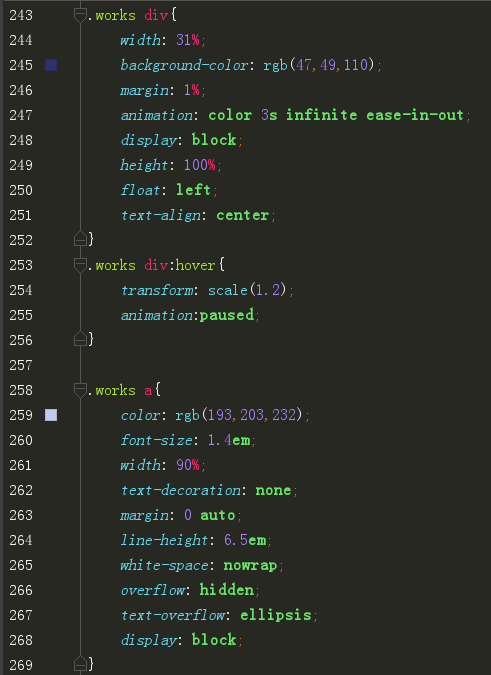 243 .works div{
244 width: 31%;
245 background-color: rgb(47,49,110);
246 margin: 1%;
247 animation: color 3s infinite ease-in-out;
248 display: block;
249 height: 100%;
250 float: left;
251 text-align: center;
252 }
253 .works div:hover{
254 transform: scale(1.2);
255 animation:paused;
256 }
257
258 .works a{
259 color: rgb(193,203,232);
260 font-size: 1.4em;
261 width: 90%;
262 text-decoration: none;
263 margin: 0 auto;
264 line-height: 6.5em;
265 white-space: nowrap;
266 overflow: hidden;
267 text-overflow: ellipsis;
268 display: block;
269 }